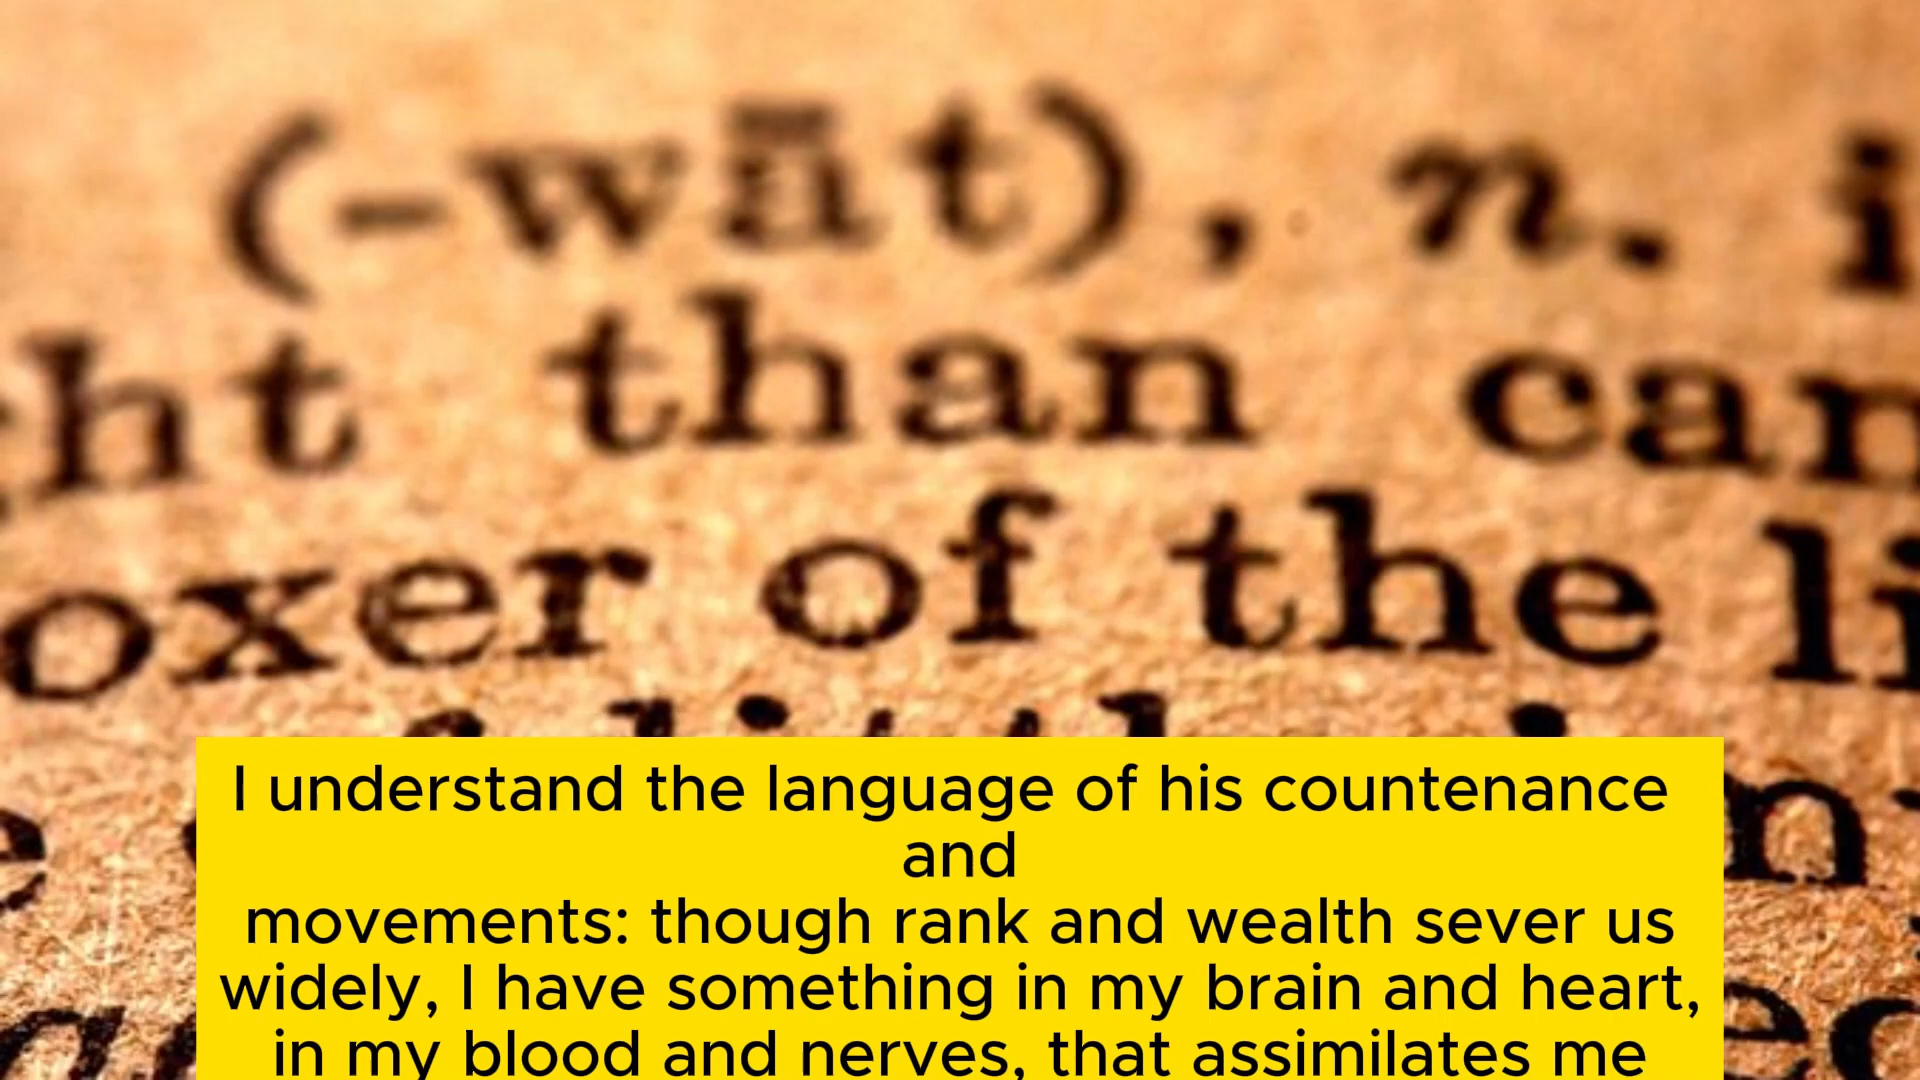 (-wāt), n. i
ht than can
oxer of the li
I understand the language of his countenance
and
movements: though rank and wealth sever us
widely, I have something in my brain and heart,
in my blood and nerves, that assimilates me